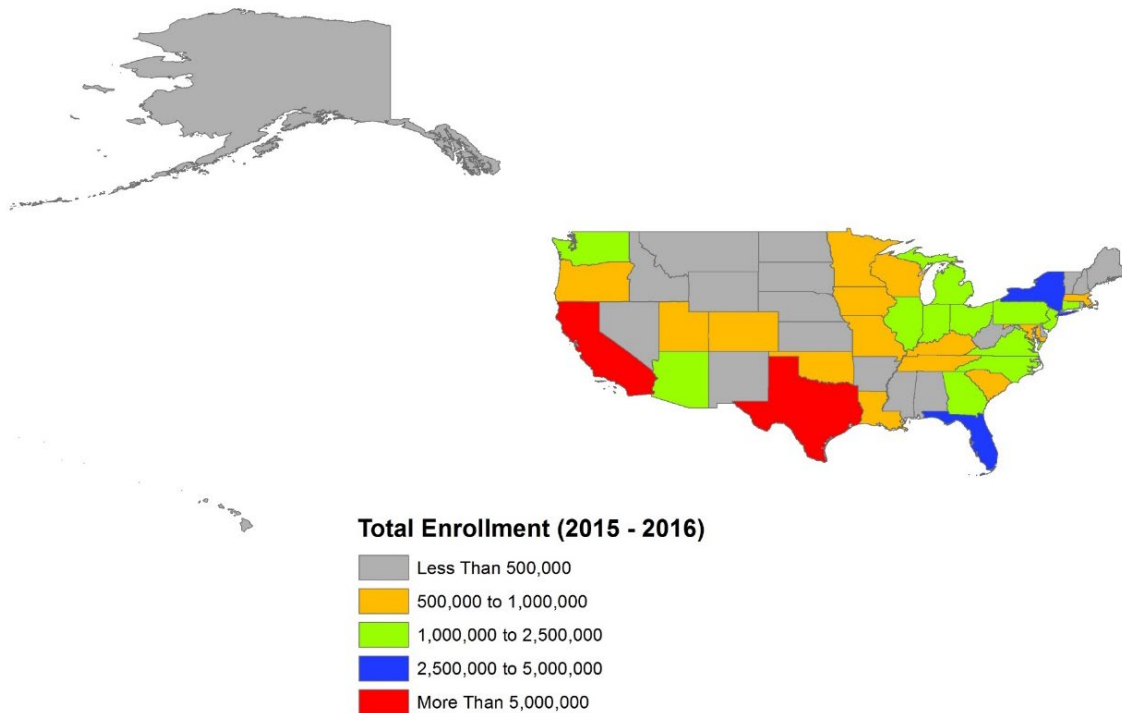 Total Enrollment (2015 - 2016)
Less Than 500,000
500,000 to 1,000,000
1,000,000 to 2,500,000
2,500,000 to 5,000,000
More Than 5,000,000